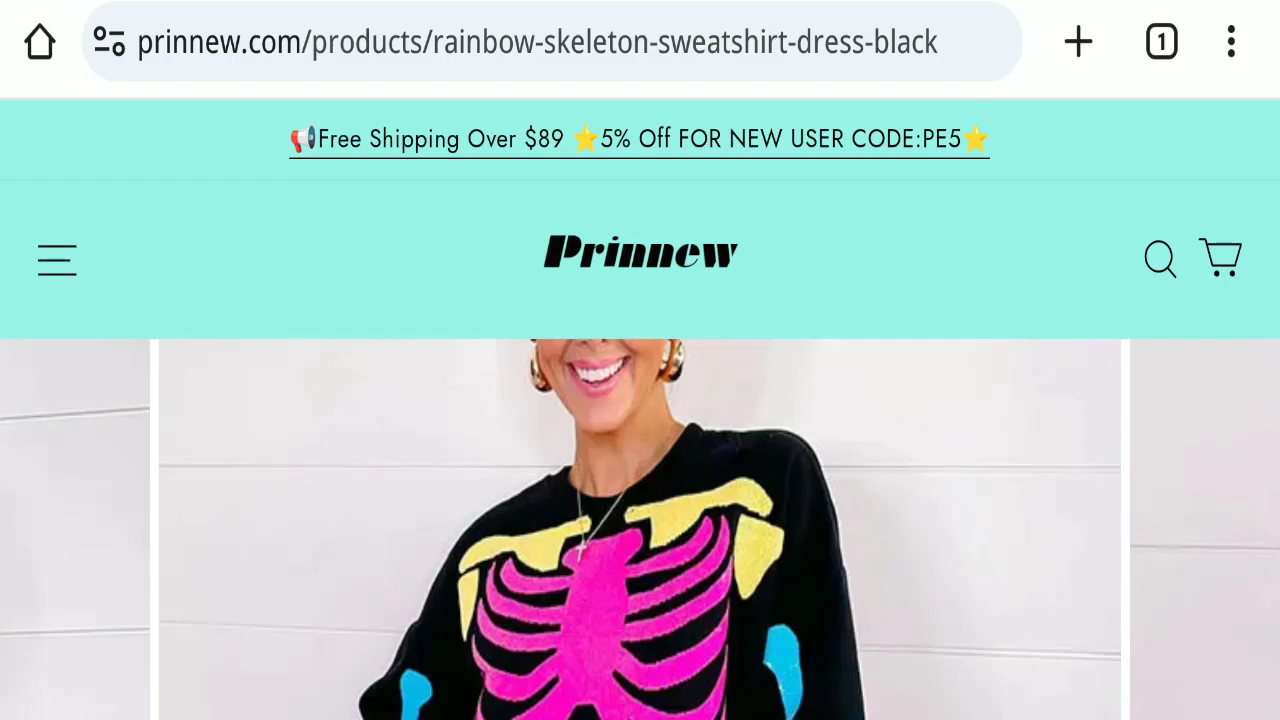 prinnew.com/products/rainbow-skeleton-sweatshirt-dress-black
1
📢Free Shipping Over $89 ⭐5% Off FOR NEW USER CODE:PE5⭐
Prinnew